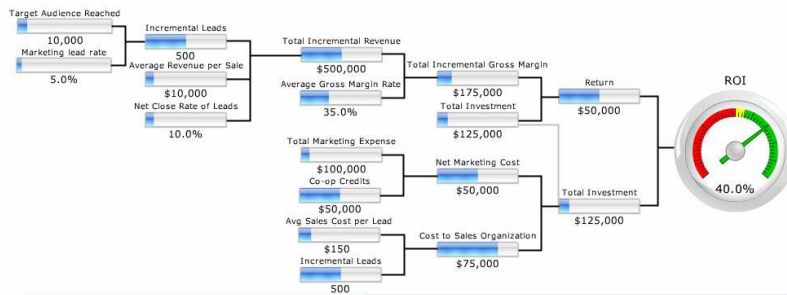 Target Audience Reached
10,000
Marketing lead rate
5.0%
Incremental Leads
500
Average Revenue per Sale
$10,000
Net Close Rate of Leads
10.0%
Total Incremental Revenue
$500,000
Average Gross Margin Rate
35.0%
Total Incremental Gross Margin
$175,000
Total Investment
$125,000
Return
$50,000
ROI
40.0%
Total Marketing Expense
$100,000
Co-op Credits
$50,000
Net Marketing Cost
$50,000
Avg Sales Cost per Lead
$150
Incremental Leads
500
Cost to Sales Organization
$75,000
Total Investment
$125,000